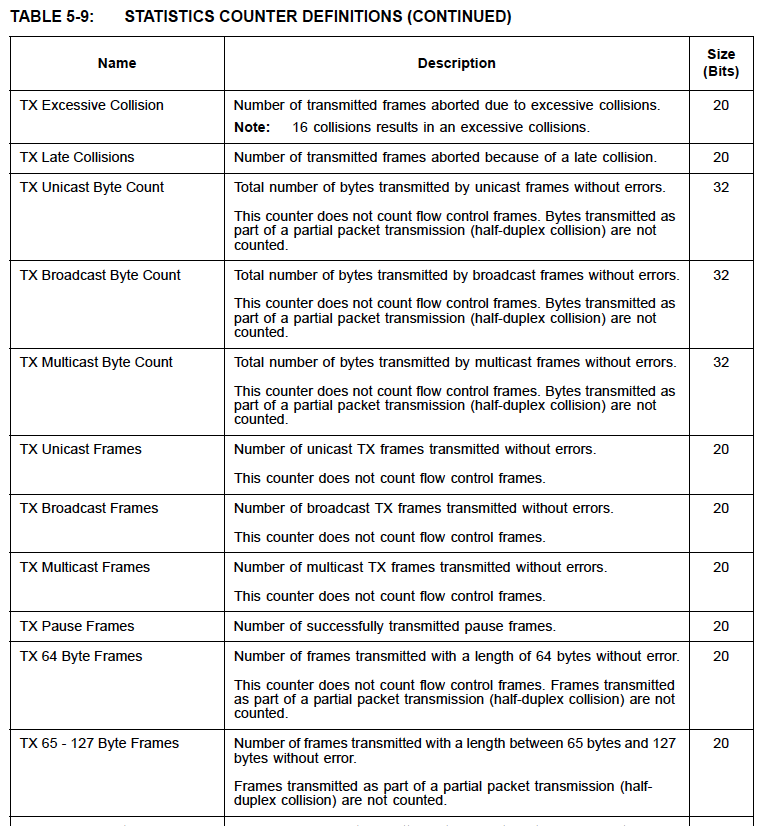 TABLE 5-9: STATISTICS COUNTER DEFINITIONS (CONTINUED)
Name Description Size
(Bits)
TX Excessive Collision Number of transmitted frames aborted due to excessive collisions. 20
Note: 16 collisions results in an excessive collisions.
TX Late Collisions Number of transmitted frames aborted because of a late collision. 20
TX Unicast Byte Count Total number of bytes transmitted by unicast frames without errors. 32
This counter does not count flow control frames. Bytes transmitted as
part of a partial packet transmission (half-duplex collision) are not
counted.
TX Broadcast Byte Count Total number of bytes transmitted by broadcast frames without errors. 32
This counter does not count flow control frames. Bytes transmitted as
part of a partial packet transmission (half-duplex collision) are not
counted.
TX Multicast Byte Count Total number of bytes transmitted by multicast frames without errors. 32
This counter does not count flow control frames. Bytes transmitted as
part of a partial packet transmission (half-duplex collision) are not
counted.
TX Unicast Frames Number of unicast TX frames transmitted without errors. 20
This counter does not count flow control frames.
TX Broadcast Frames Number of broadcast TX frames transmitted without errors. 20
This counter does not count flow control frames.
TX Multicast Frames Number of multicast TX frames transmitted without errors. 20
This counter does not count flow control frames.
TX Pause Frames Number of successfully transmitted pause frames. 20
TX 64 Byte Frames Number of frames transmitted with a length of 64 bytes without error. 20
This counter does not count flow control frames. Frames transmitted
as part of a partial packet transmission (half-duplex collision) are not
counted.
TX 65 - 127 Byte Frames Number of frames transmitted with a length between 65 bytes and 127 20
bytes without error.
Frames transmitted as part of a partial packet transmission (half-
duplex collision) are not counted.